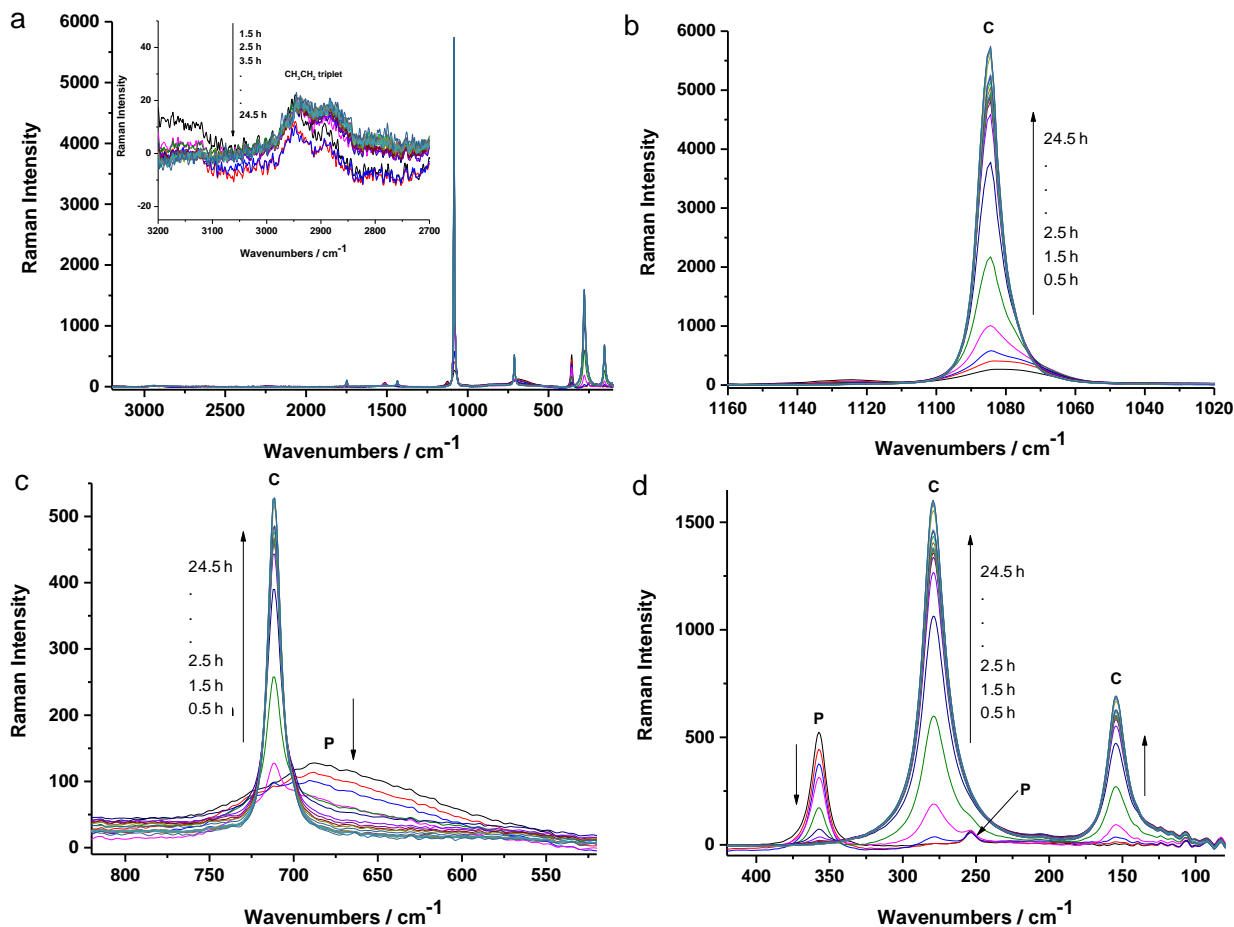 a
6000
5000
4000
3000
2000
1000
0
Raman Intensity
3000
2500
2000
1500
1000
500
Wavenumbers / cm-1
40
20
0
-20
Raman Intensity
1.5 h
2.5 h
3.5 h
.
.
24.5 h
CH3CH2 triplet
3200
3100
3000
2900
2800
2700
Wavenumbers / cm-1
b
C
6000
5000
4000
3000
2000
1000
0
Raman Intensity
24.5 h
.
.
.
2.5 h
1.5 h
0.5 h
1160
1140
1120
1100
1080
1060
1040
1020
Wavenumbers / cm-1
c
C
500
400
300
200
100
0
Raman Intensity
24.5 h
.
.
.
2.5 h
1.5 h
0.5 h
P
800
750
700
650
600
550
Wavenumbers / cm-1
d
C
1500
1000
500
0
Raman Intensity
24.5 h
.
.
.
2.5 h
1.5 h
0.5 h
P
C
P
400
350
300
250
200
150
100
Wavenumbers / cm-1